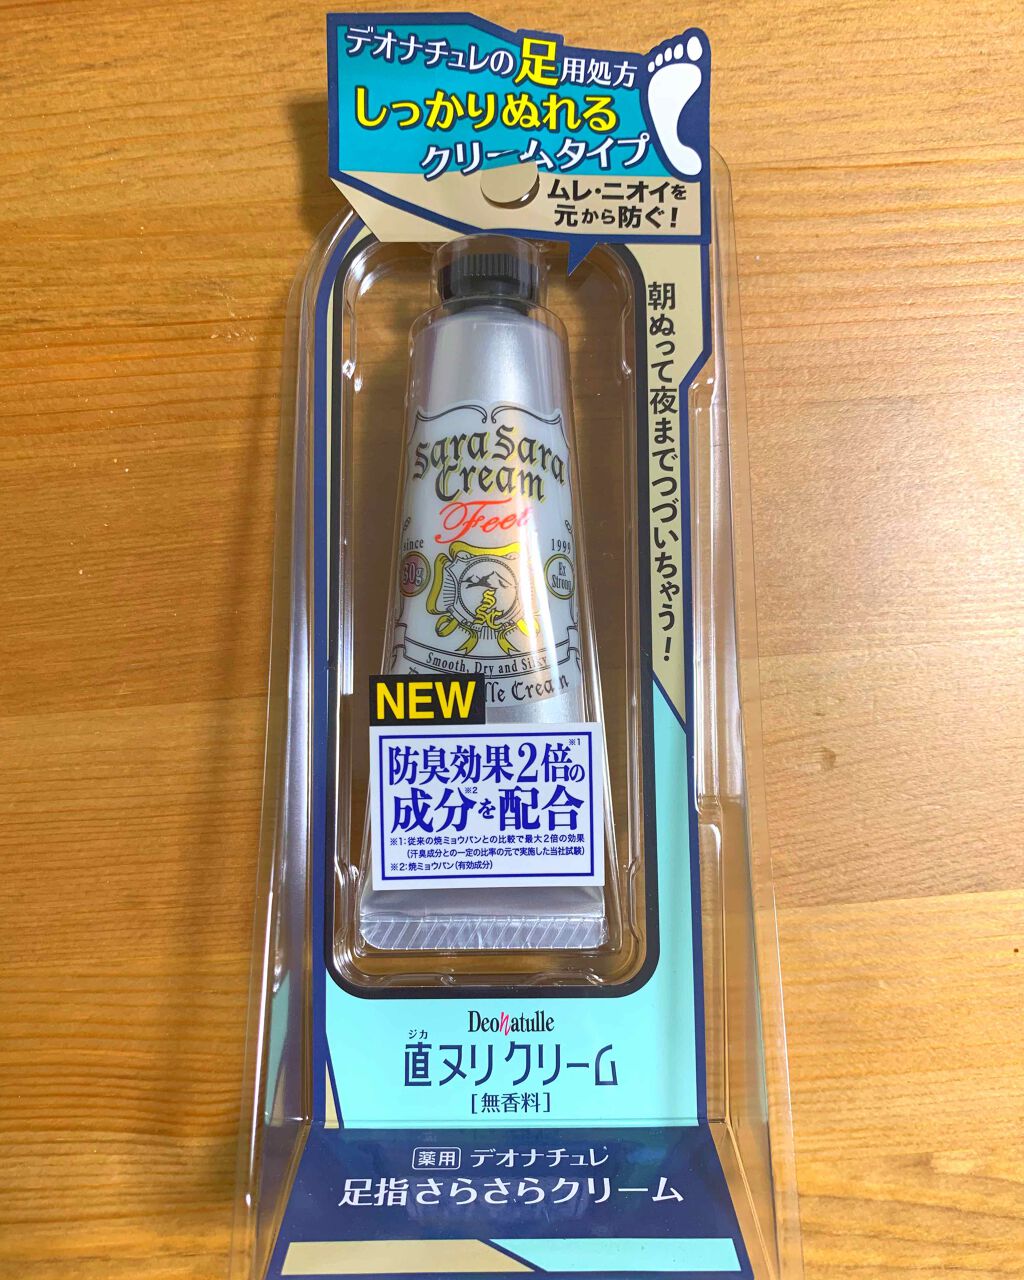 デオナチュレの足用処方
しっかりぬれる
クリームタイプ
ムレ・ニオイを
元から防ぐ!
朝ぬって夜までつづいちゃう!
Sara Sara
Cream
Feet
since 1999
30g
Ex
Strong
Smooth, Dry and Silky
Cream
NEW
防臭効果2倍の※1
成分※2を配合
※1:従来の焼ミョウバンとの比較で最大2倍の効果
(汗臭成分との一定の比率の元で実施した当社試験)
※2:焼ミョウバン(有効成分)
Deonatulle
ジカ
直ヌリクリーム
[無香料]
薬用 デオナチュレ
足指さらさらクリーム